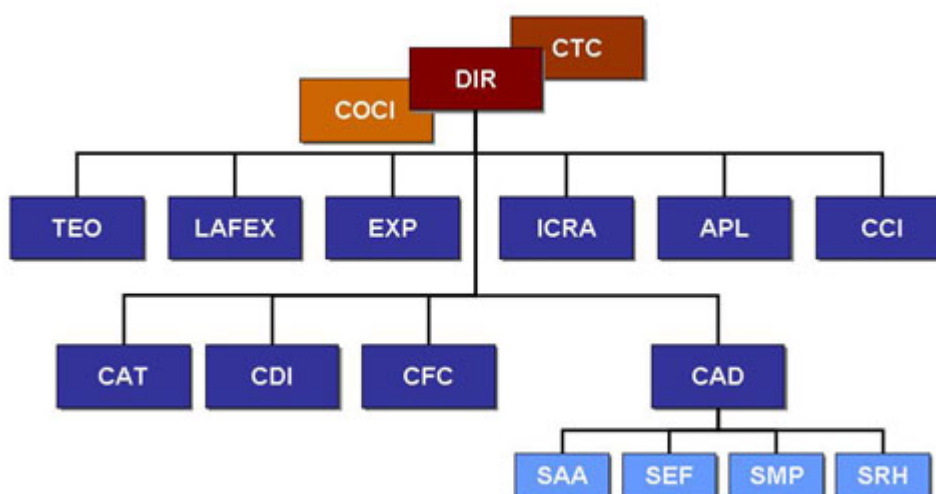 CTC
DIR
COCI
TEO LAFEX EXP ICRA APL CCI
CAT CDI CFC CAD
SAA SEF SMP SRH